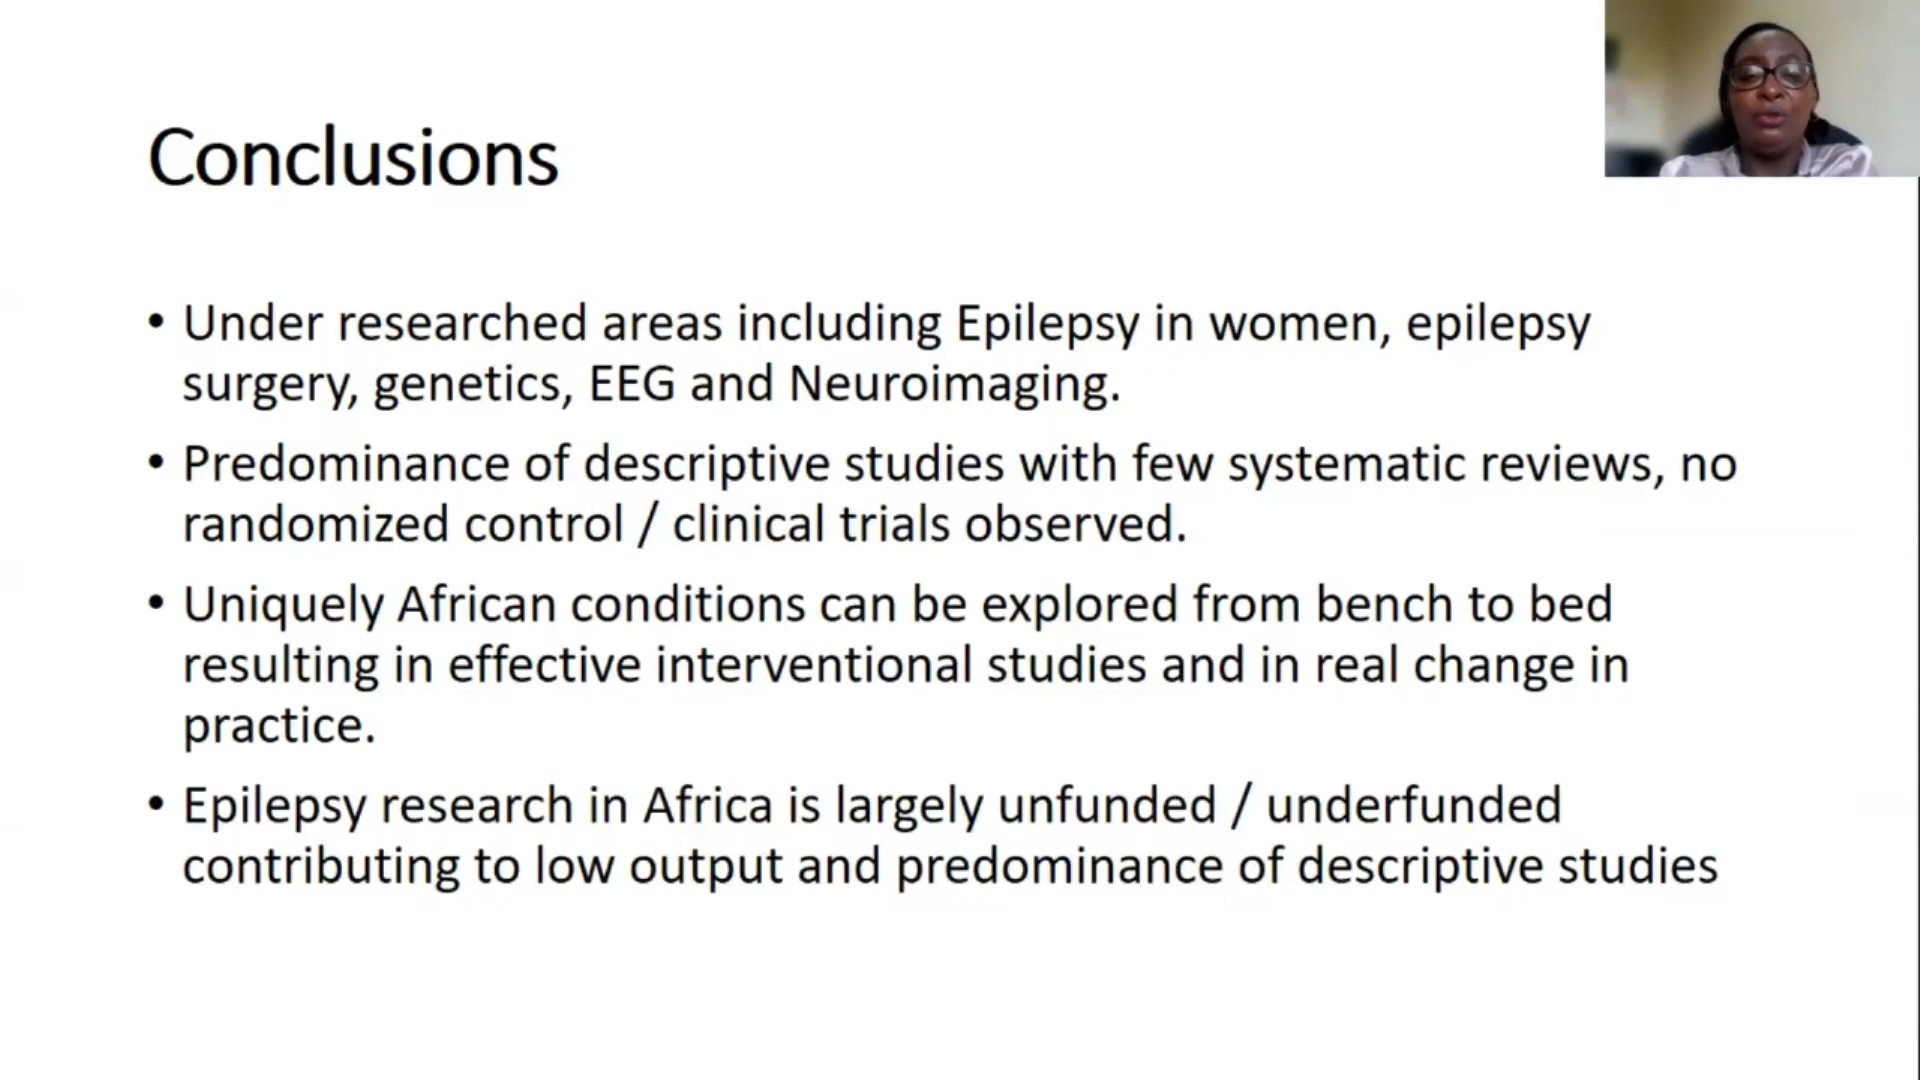 Conclusions
• Under researched areas including Epilepsy in women, epilepsy
surgery, genetics, EEG and Neuroimaging.
• Predominance of descriptive studies with few systematic reviews, no
randomized control / clinical trials observed.
• Uniquely African conditions can be explored from bench to bed
resulting in effective interventional studies and in real change in
practice.
• Epilepsy research in Africa is largely unfunded / underfunded
contributing to low output and predominance of descriptive studies